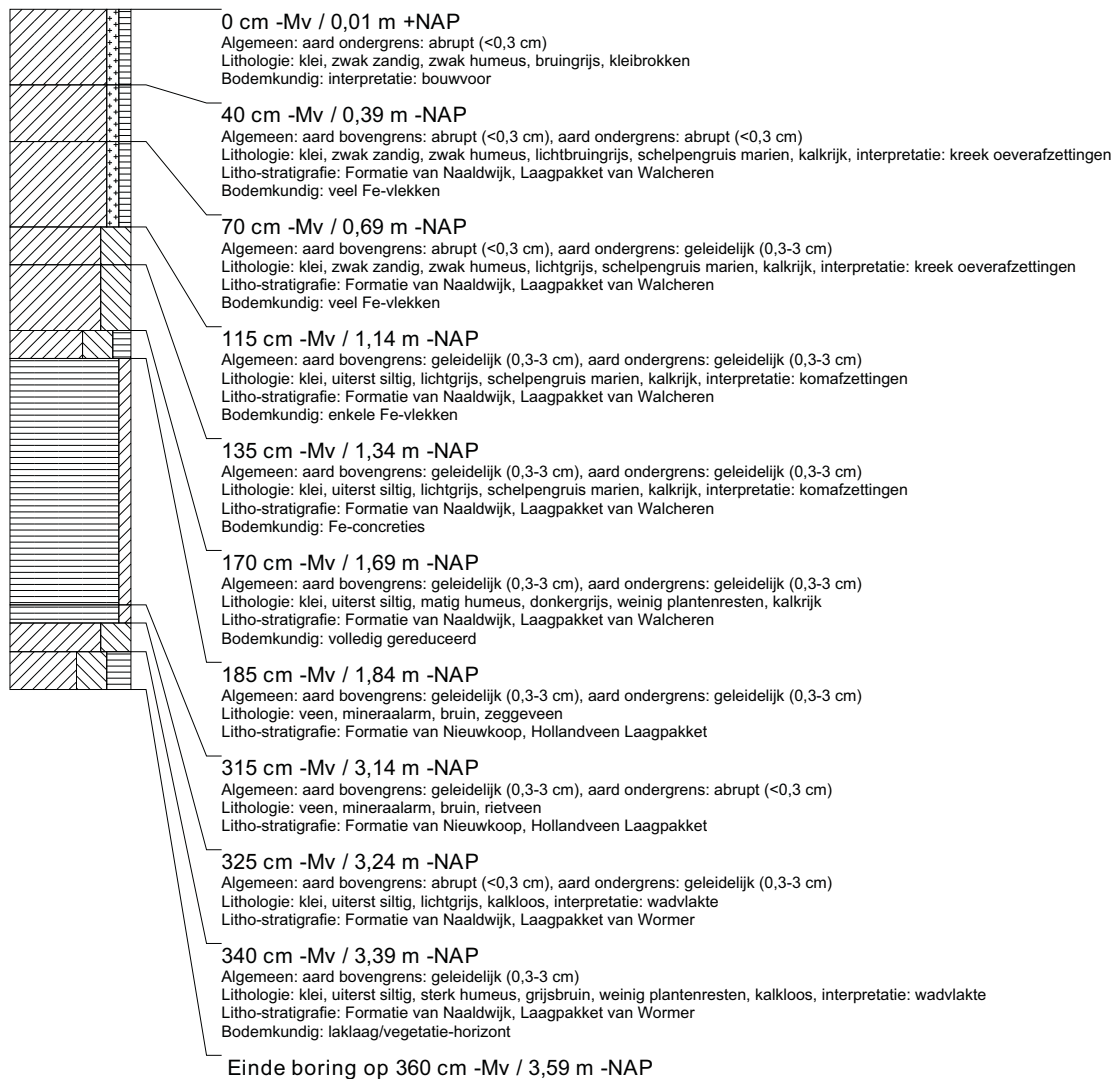 0 cm -Mv / 0,01 m +NAP
Algemeen: aard ondergrens: abrupt (<0,3 cm)
Lithologie: klei, zwak zandig, zwak humeus, bruingrijs, kleibrokken
Bodemkundig: interpretatie: bouwvoor
40 cm -Mv / 0,39 m -NAP
Algemeen: aard bovengrens: abrupt (<0,3 cm), aard ondergrens: abrupt (<0,3 cm)
Lithologie: klei, zwak zandig, zwak humeus, lichtbruingrijs, schelpengruis marien, kalkrijk, interpretatie: kreek oeverafzettingen
Litho-stratigrafie: Formatie van Naaldwijk, Laagpakket van Walcheren
Bodemkundig: veel Fe-vlekken
70 cm -Mv / 0,69 m -NAP
Algemeen: aard bovengrens: abrupt (<0,3 cm), aard ondergrens: geleidelijk (0,3-3 cm)
Lithologie: klei, zwak zandig, zwak humeus, lichtgrijs, schelpengruis marien, kalkrijk, interpretatie: kreek oeverafzettingen
Litho-stratigrafie: Formatie van Naaldwijk, Laagpakket van Walcheren
Bodemkundig: veel Fe-vlekken
115 cm -Mv / 1,14 m -NAP
Algemeen: aard bovengrens: geleidelijk (0,3-3 cm), aard ondergrens: geleidelijk (0,3-3 cm)
Lithologie: klei, uiterst siltig, lichtgrijs, schelpengruis marien, kalkrijk, interpretatie: komafzettingen
Litho-stratigrafie: Formatie van Naaldwijk, Laagpakket van Walcheren
Bodemkundig: enkele Fe-vlekken
135 cm -Mv / 1,34 m -NAP
Algemeen: aard bovengrens: geleidelijk (0,3-3 cm), aard ondergrens: geleidelijk (0,3-3 cm)
Lithologie: klei, uiterst siltig, lichtgrijs, schelpengruis marien, kalkrijk, interpretatie: komafzettingen
Litho-stratigrafie: Formatie van Naaldwijk, Laagpakket van Walcheren
Bodemkundig: Fe-concreties
170 cm -Mv / 1,69 m -NAP
Algemeen: aard bovengrens: geleidelijk (0,3-3 cm), aard ondergrens: geleidelijk (0,3-3 cm)
Lithologie: klei, uiterst siltig, matig humeus, donkergrijs, weinig plantenresten, kalkrijk
Litho-stratigrafie: Formatie van Naaldwijk, Laagpakket van Walcheren
Bodemkundig: volledig gereduceerd
185 cm -Mv / 1,84 m -NAP
Algemeen: aard bovengrens: geleidelijk (0,3-3 cm), aard ondergrens: geleidelijk (0,3-3 cm)
Lithologie: veen, mineraalarm, bruin, zeggeveen
Litho-stratigrafie: Formatie van Nieuwkoop, Hollandveen Laagpakket
315 cm -Mv / 3,14 m -NAP
Algemeen: aard bovengrens: geleidelijk (0,3-3 cm), aard ondergrens: abrupt (<0,3 cm)
Lithologie: veen, mineraalarm, bruin, rietveen
Litho-stratigrafie: Formatie van Nieuwkoop, Hollandveen Laagpakket
325 cm -Mv / 3,24 m -NAP
Algemeen: aard bovengrens: abrupt (<0,3 cm), aard ondergrens: geleidelijk (0,3-3 cm)
Lithologie: klei, uiterst siltig, lichtgrijs, kalkloos, interpretatie: wadvlakte
Litho-stratigrafie: Formatie van Naaldwijk, Laagpakket van Wormer
340 cm -Mv / 3,39 m -NAP
Algemeen: aard bovengrens: geleidelijk (0,3-3 cm)
Lithologie: klei, uiterst siltig, sterk humeus, grijsbruin, weinig plantenresten, kalkloos, interpretatie: wadvlakte
Litho-stratigrafie: Formatie van Naaldwijk, Laagpakket van Wormer
Bodemkundig: laklaag/vegetatie-horizont
Einde boring op 360 cm -Mv / 3,59 m -NAP